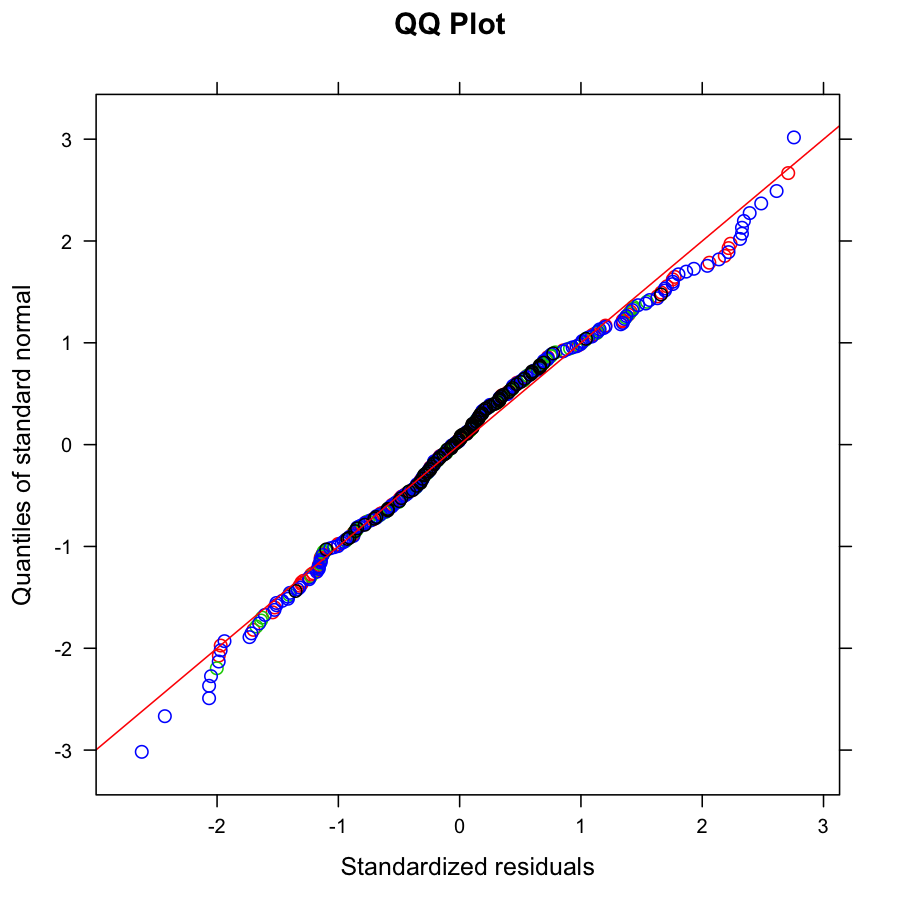 QQ Plot
3
2
1
0
-1
-2
-3
Quantiles of standard normal
-2 -1 0 1 2 3
Standardized residuals